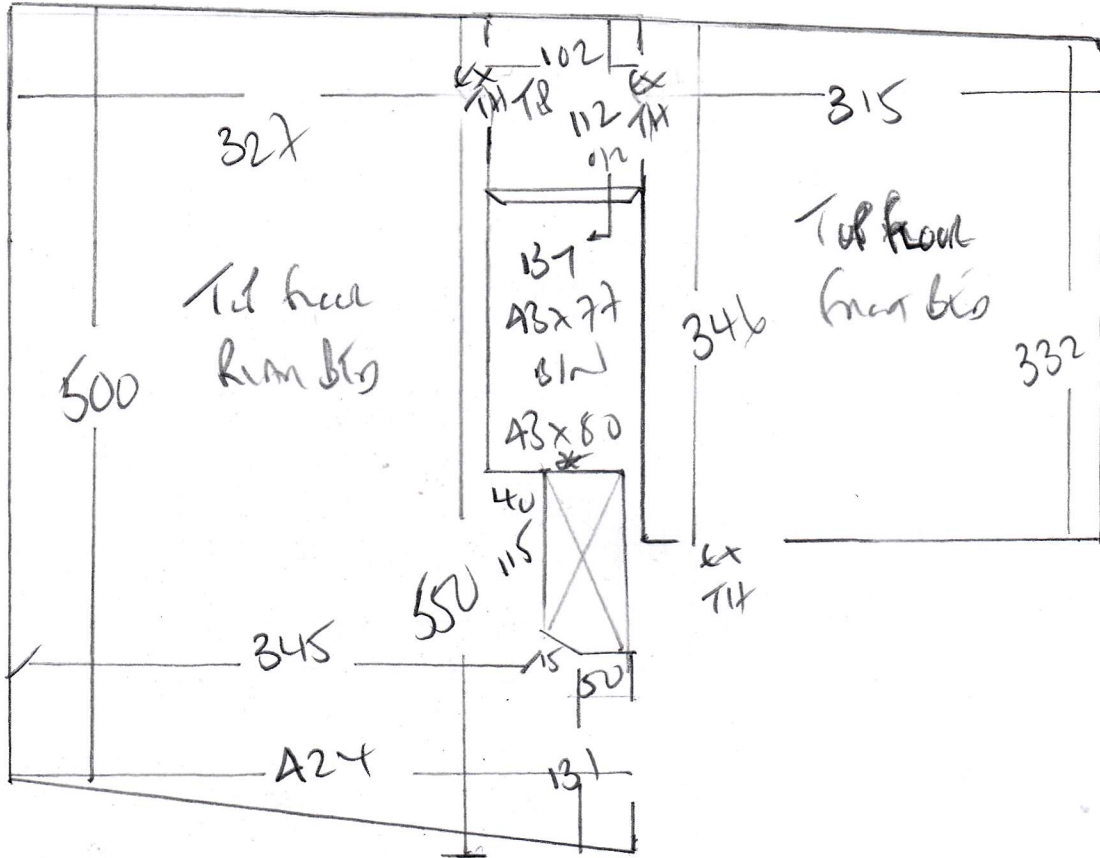 102
EX
TH
EX
TH
327
112
315
Top floor
Rear Bed
Top floor
Front Bed
137
43x77
BIN
43x80
*
500
346
332
40
115
EX
TH
550
345
15
50
424
131